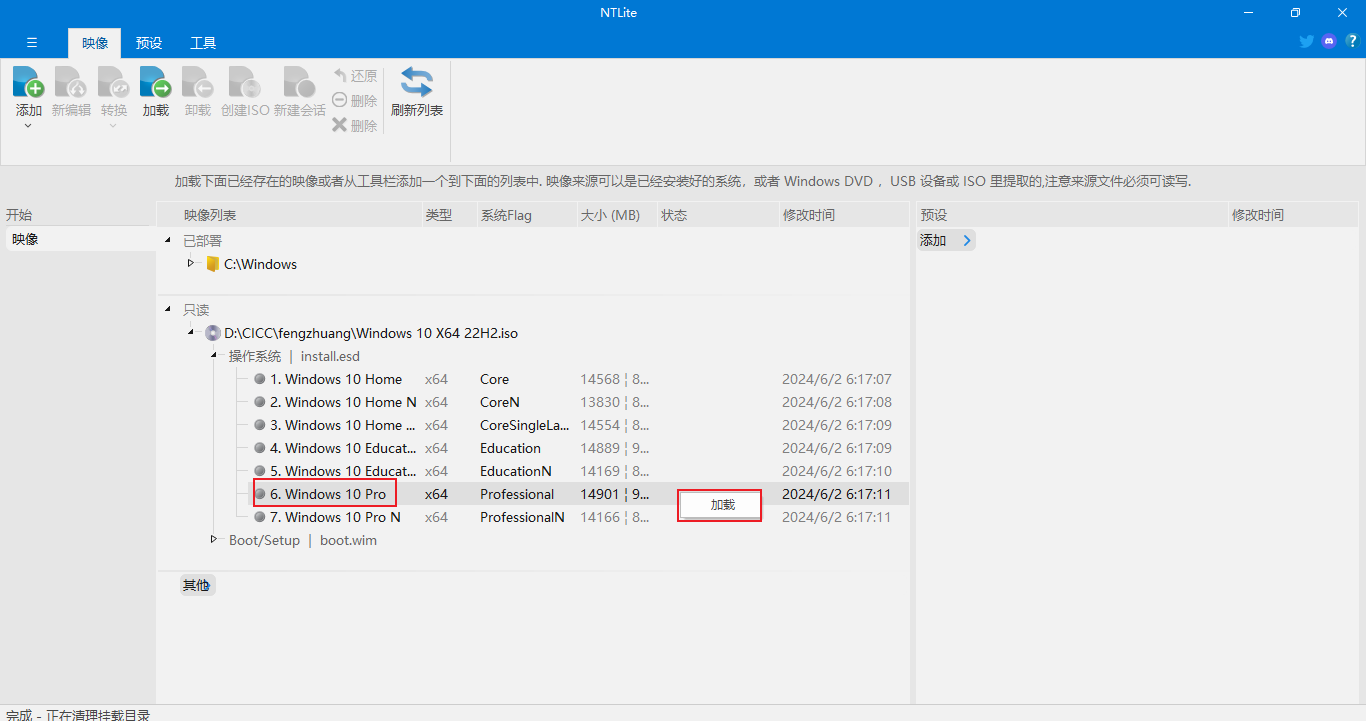 NTLite
☰ 映像 预设 工具 ?
添加 新编辑 转换 加载 卸载 创建ISO 新建会话 还原 删除 删除 刷新列表
加载下面已经存在的映像或者从工具栏添加一个到下面的列表中. 映像来源可以是已经安装好的系统，或者 Windows DVD ，USB 设备或 ISO 里提取的,注意来源文件必须可读写.
开始 映像列表 类型 系统Flag 大小 (MB) 状态 修改时间 预设 修改时间
映像 已部署 添加
C:\Windows
只读
D:\CICC\fengzhuang\Windows 10 X64 22H2.iso
操作系统 | install.esd
1. Windows 10 Home x64 Core 14568 ¦ 8... 2024/6/2 6:17:07
2. Windows 10 Home N x64 CoreN 13830 ¦ 8... 2024/6/2 6:17:08
3. Windows 10 Home ... x64 CoreSingleLa... 14554 ¦ 8... 2024/6/2 6:17:09
4. Windows 10 Educat... x64 Education 14889 ¦ 9... 2024/6/2 6:17:09
5. Windows 10 Educat... x64 EducationN 14169 ¦ 8... 2024/6/2 6:17:10
6. Windows 10 Pro x64 Professional 14901 ¦ 9... 2024/6/2 6:17:11
加载
7. Windows 10 Pro N x64 ProfessionalN 14166 ¦ 8... 2024/6/2 6:17:11
Boot/Setup | boot.wim
其他
完成 - 正在清理挂载目录